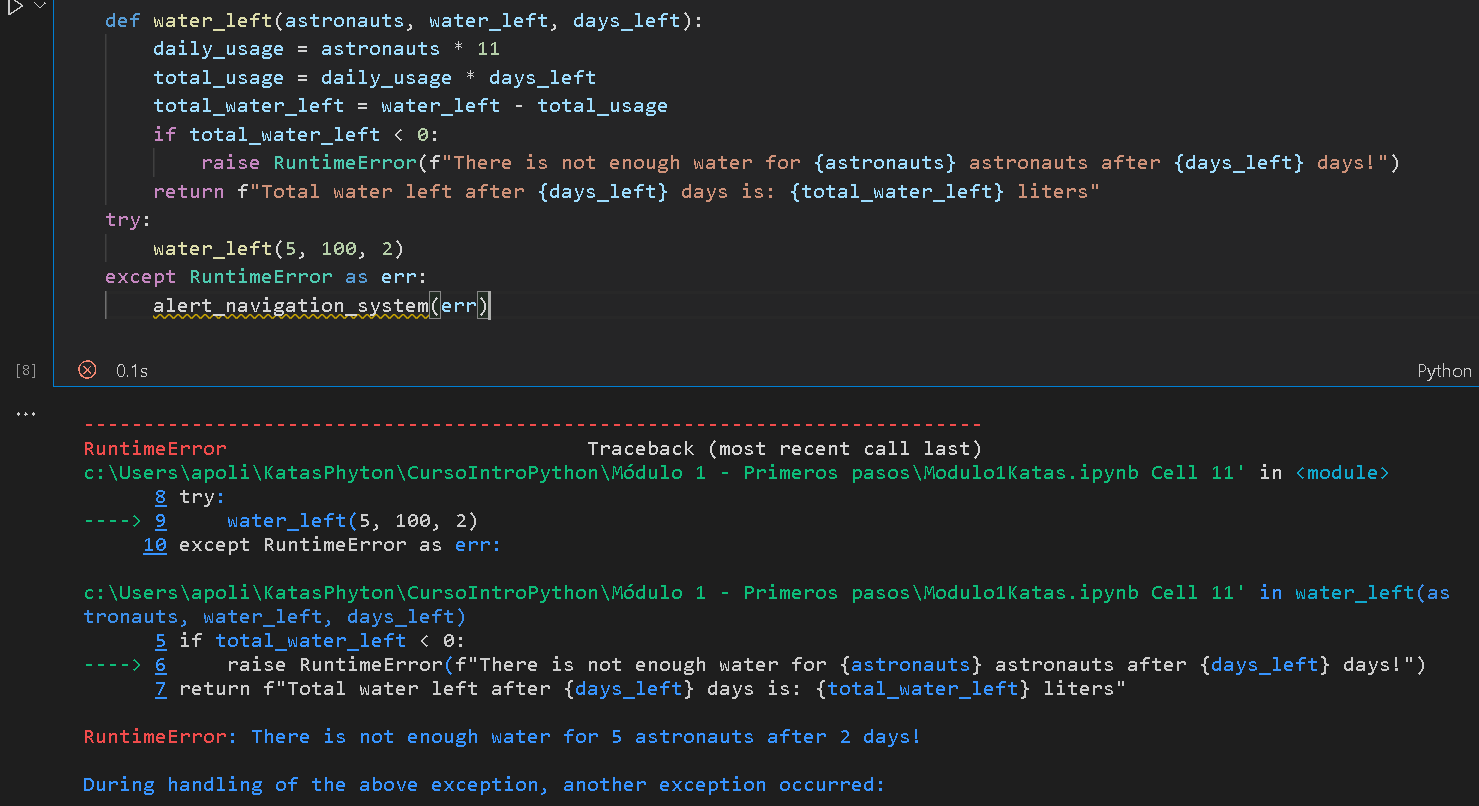 def water_left(astronauts, water_left, days_left):
    daily_usage = astronauts * 11
    total_usage = daily_usage * days_left
    total_water_left = water_left - total_usage
    if total_water_left < 0:
        raise RuntimeError(f"There is not enough water for {astronauts} astronauts after {days_left} days!")
    return f"Total water left after {days_left} days is: {total_water_left} liters"
try:
    water_left(5, 100, 2)
except RuntimeError as err:
    alert_navigation_system(err)
[8] 0.1s Python
...
---------------------------------------------------------------------------
RuntimeError                              Traceback (most recent call last)
c:\Users\apoli\KatasPhyton\CursoIntroPython\Módulo 1 - Primeros pasos\Modulo1Katas.ipynb Cell 11' in <module>
      8 try:
----> 9     water_left(5, 100, 2)
     10 except RuntimeError as err:
c:\Users\apoli\KatasPhyton\CursoIntroPython\Módulo 1 - Primeros pasos\Modulo1Katas.ipynb Cell 11' in water_left(as
tronauts, water_left, days_left)
      5 if total_water_left < 0:
----> 6     raise RuntimeError(f"There is not enough water for {astronauts} astronauts after {days_left} days!")
      7 return f"Total water left after {days_left} days is: {total_water_left} liters"
RuntimeError: There is not enough water for 5 astronauts after 2 days!
During handling of the above exception, another exception occurred: